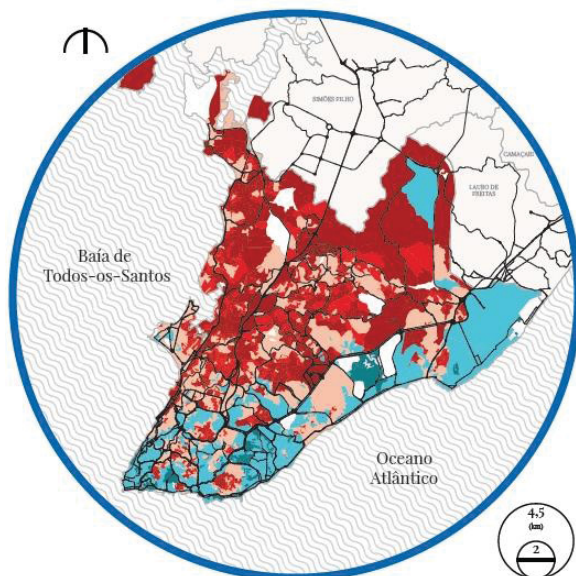 SIMÕES FILHO
CAMAÇARI
LAURO DE
FREITAS
Baía de
Todos-os-Santos
Oceano
Atlântico
4,5
(km)
2